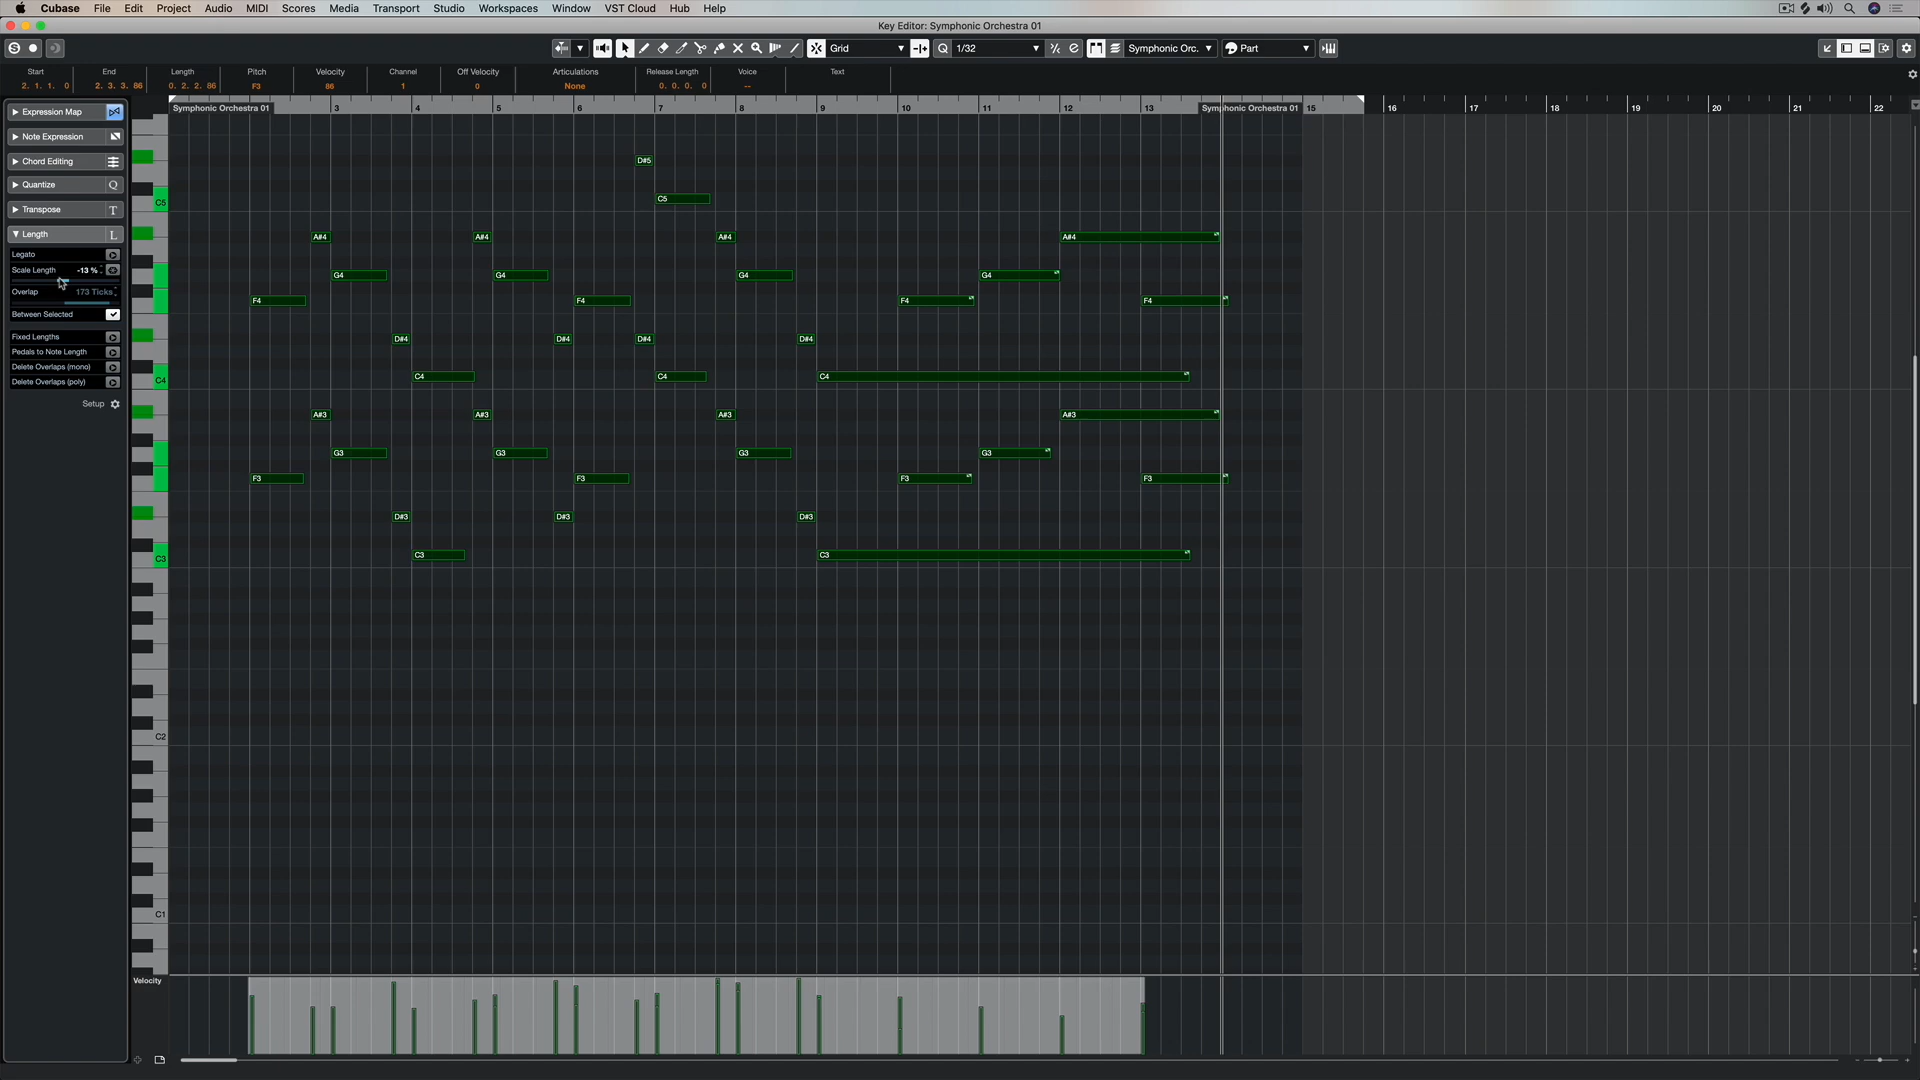 Cubase File Edit Project Audio MIDI Scores Media Transport Studio Workspaces Window VST Cloud Hub Help
Key Editor: Symphonic Orchestra 01
Grid Q 1/32 Symphonic Orc. Part
Start End Length Pitch Velocity Channel Off Velocity Articulations Release Length Voice Text
2. 1. 1. 0 2. 3. 3. 86 0. 2. 2. 86 F3 86 1 0 None 0. 0. 0. 0 --
Symphonic Orchestra 01 3 4 5 6 7 8 9 10 11 12 13 Symphonic Orchestra 01 15 16 17 18 19 20 21 22
Expression Map
Note Expression
Chord Editing
Quantize Q
Transpose T
Length L
Legato
Scale Length -13 %
Overlap 173 Ticks
Between Selected
Fixed Lengths
Pedals to Note Length
Delete Overlaps (mono)
Delete Overlaps (poly)
Setup
D#5
C5 C5
A#4 A#4 A#4 A#4
G4 G4 G4 G4
F4 F4 F4 F4
D#4 D#4 D#4 D#4
C4 C4 C4 C4
A#3 A#3 A#3 A#3
G3 G3 G3 G3
F3 F3 F3 F3
D#3 D#3 D#3
C3 C3 C3
C2
C1
Velocity